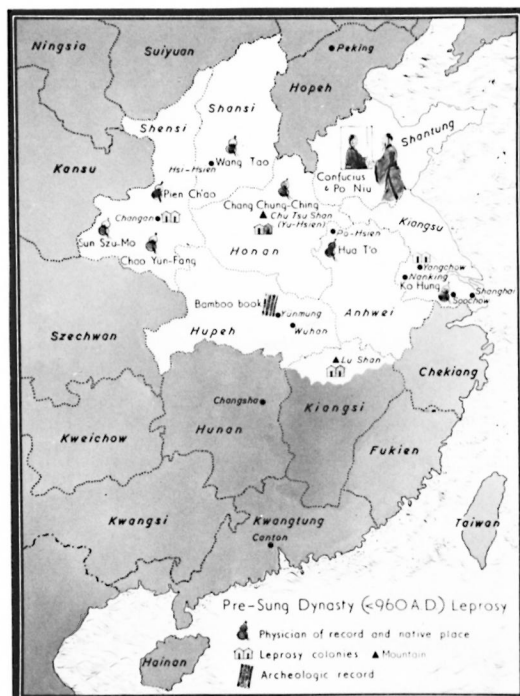 Ningsia
Suiyuan
Peking
Hopeh
Shansi
Shensi
Shantung
Kansu
Hsi-Hsien
Wang Tao
Confucius
& Po Niu
Pien Ch'ao
Chang Chung-Ching
Changan
Chu Tsu Shan
(Yu-Hsien)
Kiangsu
Po-Hsien
Sun Szu-Mo
Chao Yun-Fang
Honan
Hua T'o
Yangchow
Nanking
Ko Hung
Shanghai
Soochow
Bamboo book
Yunmung
Anhwei
Szechwan
Hupeh
Wuhan
Lu Shan
Chekiang
Changsha
Kiangsi
Hunan
Kweichow
Fukien
Kwangsi
Kwangtung
Taiwan
Canton
Pre-Sung Dynasty (<960 A.D.) Leprosy
Physician of record and native place
Leprosy colonies
Mountain
Archeologic record
Hainan